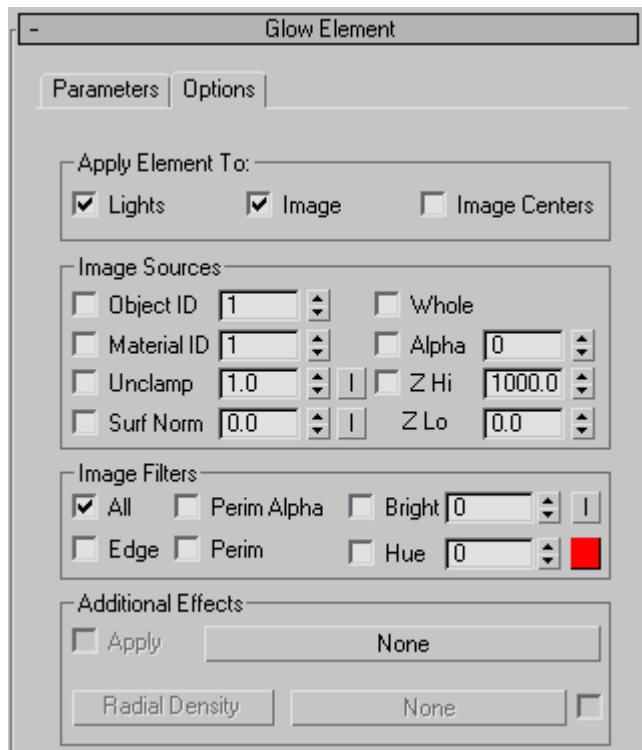 - Glow Element
Parameters Options
Apply Element To:
Lights Image Image Centers
Image Sources
Object ID 1 Whole
Material ID 1 Alpha 0
Unclamp 1.0 I Z Hi 1000.0
Surf Norm 0.0 I Z Lo 0.0
Image Filters
All Perim Alpha Bright 0 I
Edge Perim Hue 0
Additional Effects
Apply None
Radial Density None